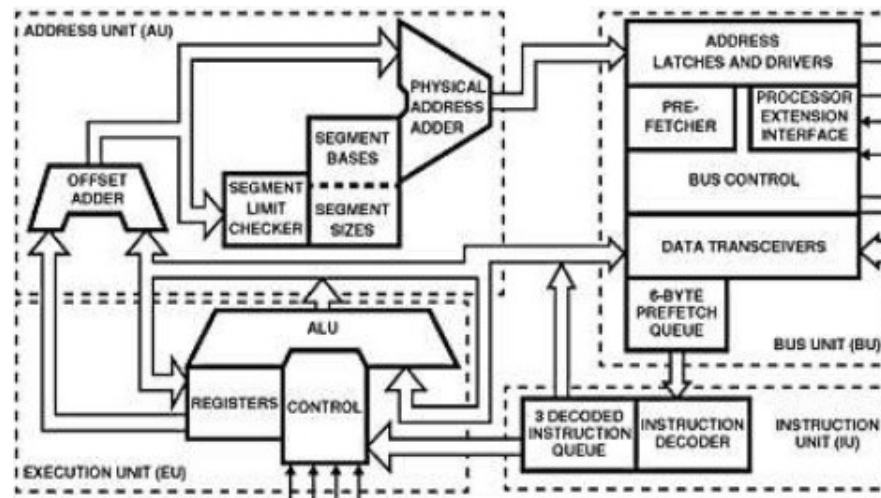 ADDRESS UNIT (AU)
OFFSET
ADDER
SEGMENT
LIMIT
CHECKER
SEGMENT
BASES
SEGMENT
SIZES
PHYSICAL
ADDRESS
ADDER
ADDRESS
LATCHES AND DRIVERS
PRE-
FETCHER
PROCESSOR
EXTENSION
INTERFACE
BUS CONTROL
DATA TRANSCEIVERS
6-BYTE
PREFETCH
QUEUE
BUS UNIT (BU)
ALU
REGISTERS
CONTROL
EXECUTION UNIT (EU)
3 DECODED
INSTRUCTION
QUEUE
INSTRUCTION
DECODER
INSTRUCTION
UNIT (IU)